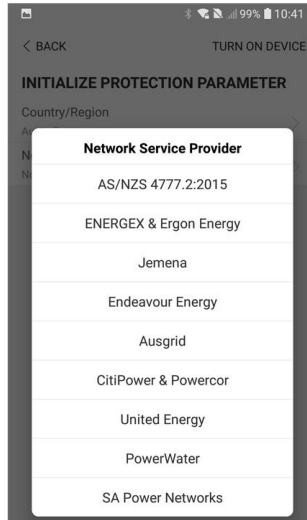 99% 10:41
< BACK
TURN ON DEVICE
INITIALIZE PROTECTION PARAMETER
Country/Region
Network Service Provider
AS/NZS 4777.2:2015
ENERGEX & Ergon Energy
Jemena
Endeavour Energy
Ausgrid
CitiPower & Powercor
United Energy
PowerWater
SA Power Networks